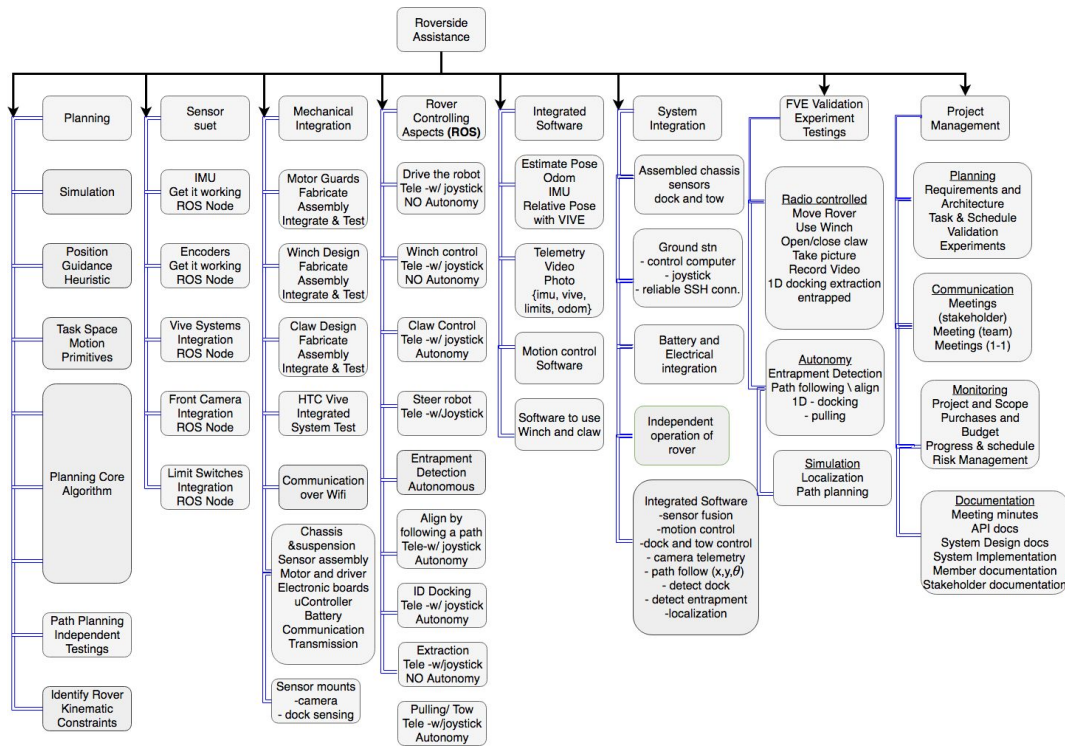 Roverside
Assistance
Planning
Simulation
Position
Guidance
Heuristic
Task Space
Motion
Primitives
Planning Core
Algorithm
Path Planning
Independent
Testings
Identify Rover
Kinematic
Constraints
Sensor
suet
IMU
Get it working
ROS Node
Encoders
Get it working
ROS Node
Vive Systems
Integration
ROS Node
Front Camera
Integration
ROS Node
Limit Switches
Integration
ROS Node
Mechanical
Integration
Motor Guards
Fabricate
Assembly
Integrate & Test
Winch Design
Fabricate
Assembly
Integrate & Test
Claw Design
Fabricate
Assembly
Integrate & Test
HTC Vive
Integrated
System Test
Communication
over Wifi
Chassis
&suspension
Sensor assembly
Motor and driver
Electronic boards
uController
Battery
Communication
Transmission
Sensor mounts
-camera
- dock sensing
Rover
Controlling
Aspects (ROS)
Drive the robot
Tele -w/ joystick
NO Autonomy
Winch control
Tele -w/ joystick
NO Autonomy
Claw Control
Tele -w/ joystick
Autonomy
Steer robot
Tele -w/Joystick
Entrapment
Detection
Autonomous
Align by
following a path
Tele-w/ joystick
Autonomy
ID Docking
Tele -w/ joystick
Autonomy
Extraction
Tele -w/joystick
NO Autonomy
Pulling/ Tow
Tele -w/joystick
Autonomy
Integrated
Software
Estimate Pose
Odom
IMU
Relative Pose
with VIVE
Telemetry
Video
Photo
{imu, vive,
limits, odom}
Motion control
Software
Software to use
Winch and claw
System
Integration
Assembled chassis
sensors
dock and tow
Ground stn
- control computer
- joystick
- reliable SSH conn.
Battery and
Electrical
integration
Independent
operation of
rover
Integrated Software
-sensor fusion
-motion control
-dock and tow control
- camera telemetry
- path follow (x,y,θ)
- detect dock
- detect entrapment
-localization
FVE Validation
Experiment
Testings
Radio controlled
Move Rover
Use Winch
Open/close claw
Take picture
Record Video
1D docking extraction
entrapped
Autonomy
Entrapment Detection
Path following \ align
1D - docking
- pulling
Simulation
Localization
Path planning
Project
Management
Planning
Requirements and
Architecture
Task & Schedule
Validation
Experiments
Communication
Meetings
(stakeholder)
Meeting (team)
Meetings (1-1)
Monitoring
Project and Scope
Purchases and
Budget
Progress & schedule
Risk Management
Documentation
Meeting minutes
API docs
System Design docs
System Implementation
Member documentation
Stakeholder documentation